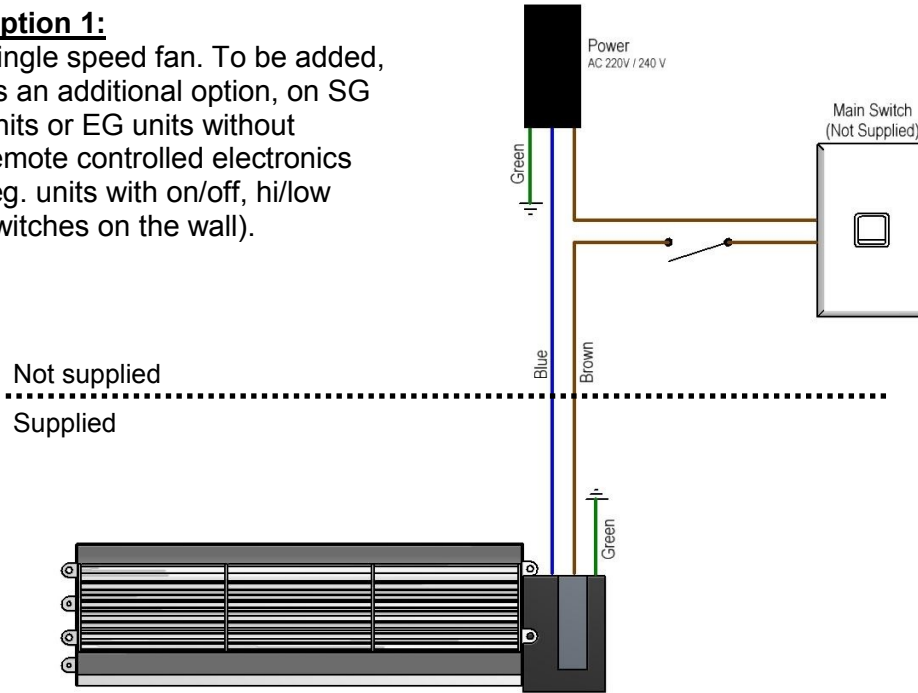 ption 1:
ingle speed fan. To be added,
s an additional option, on SG
nits or EG units without
emote controlled electronics
eg. units with on/off, hi/low
witches on the wall).
Power
AC 220V / 240 V
Main Switch
(Not Supplied)
Green
Blue
Brown
Not supplied
Supplied
Green